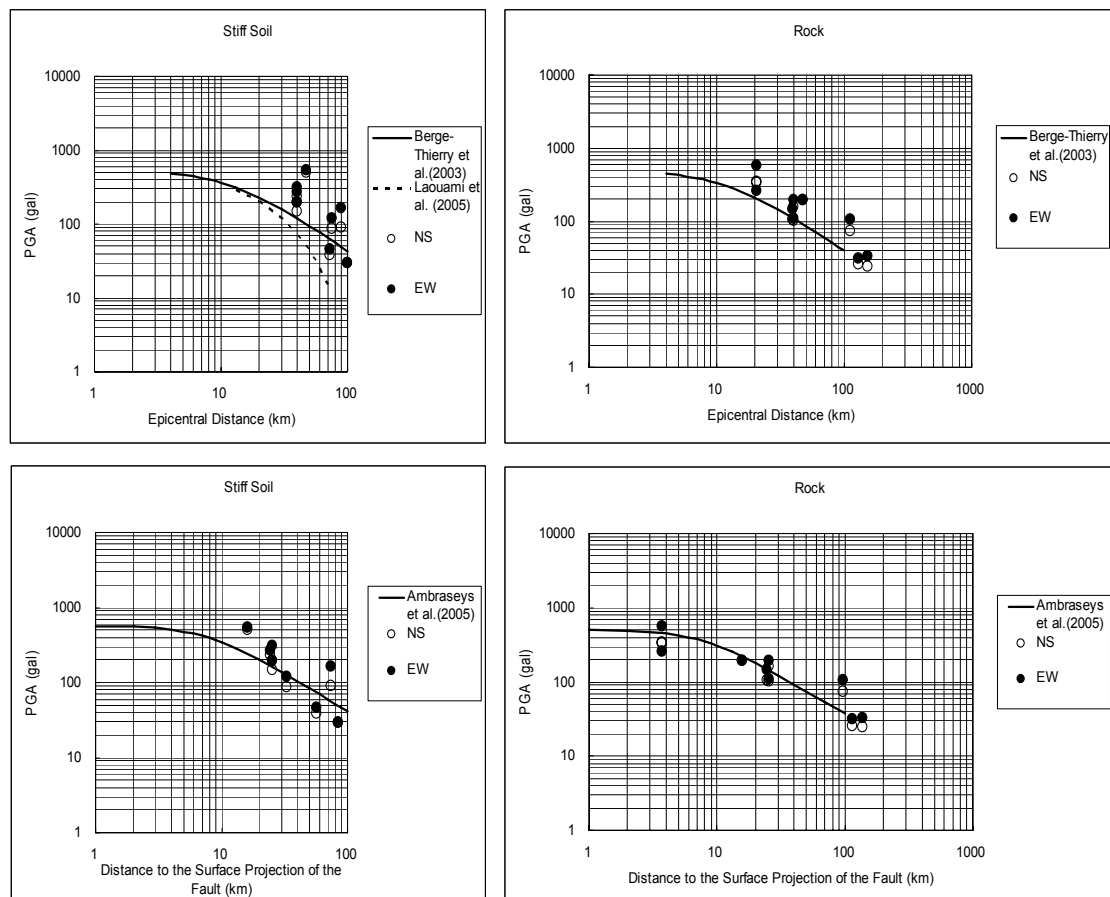 Stiff Soil
10000
1000
100
10
1
PGA (gal)
1 10 100
Epicentral Distance (km)
Berge-
Thierry et
al.(2003)
Laouami et
al. (2005)
NS
EW
Rock
10000
1000
100
10
1
PGA (gal)
1 10 100 1000
Epicentral Distance (km)
Berge-Thierry
et al.(2003)
NS
EW
Stiff Soil
10000
1000
100
10
1
PGA (gal)
1 10 100
Distance to the Surface Projection of the
Fault (km)
Ambraseys
et al.(2005)
NS
EW
Rock
10000
1000
100
10
1
PGA (gal)
1 10 100 1000
Distance to the Surface Projection of the Fault (km)
Ambraseys
et al.(2005)
NS
EW